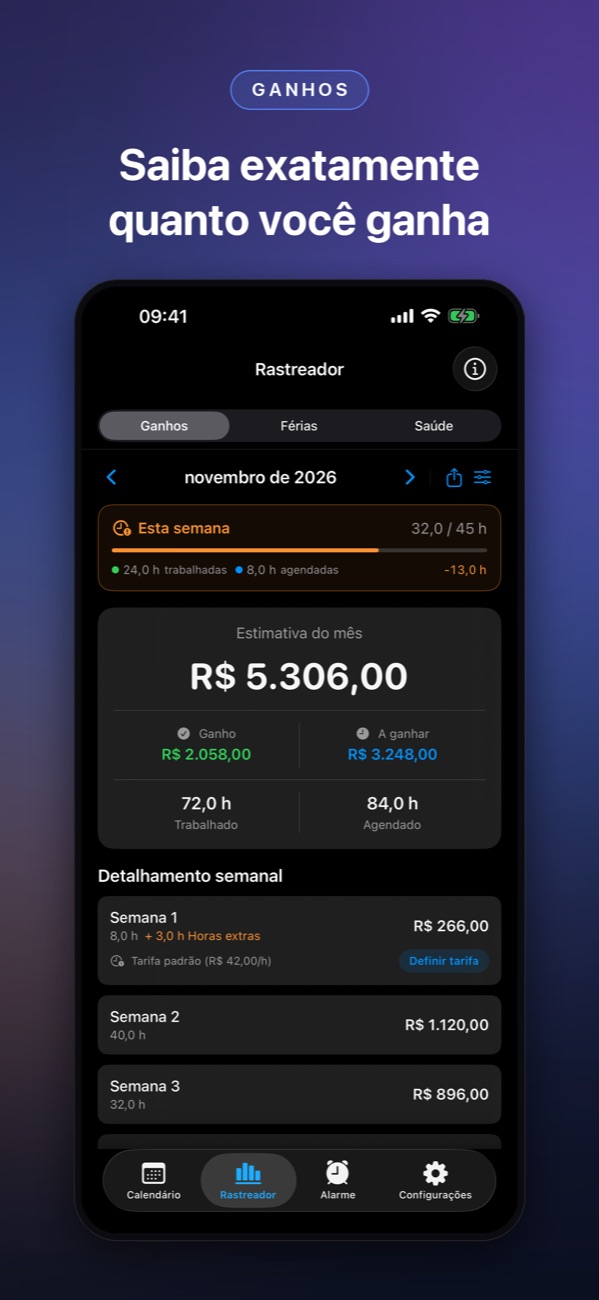 GANHOS
Saiba exatamente
quanto você ganha
09:41
Rastreador
Ganhos Férias Saúde
novembro de 2026
Esta semana 32,0 / 45 h
24,0 h trabalhadas 8,0 h agendadas -13,0 h
Estimativa do mês
R$ 5.306,00
Ganho A ganhar
R$ 2.058,00 R$ 3.248,00
72,0 h 84,0 h
Trabalhado Agendado
Detalhamento semanal
Semana 1 R$ 266,00
8,0 h + 3,0 h Horas extras
Tarifa padrão (R$ 42,00/h) Definir tarifa
Semana 2 R$ 1.120,00
40,0 h
Semana 3 R$ 896,00
32,0 h
Calendário Rastreador Alarme Configurações